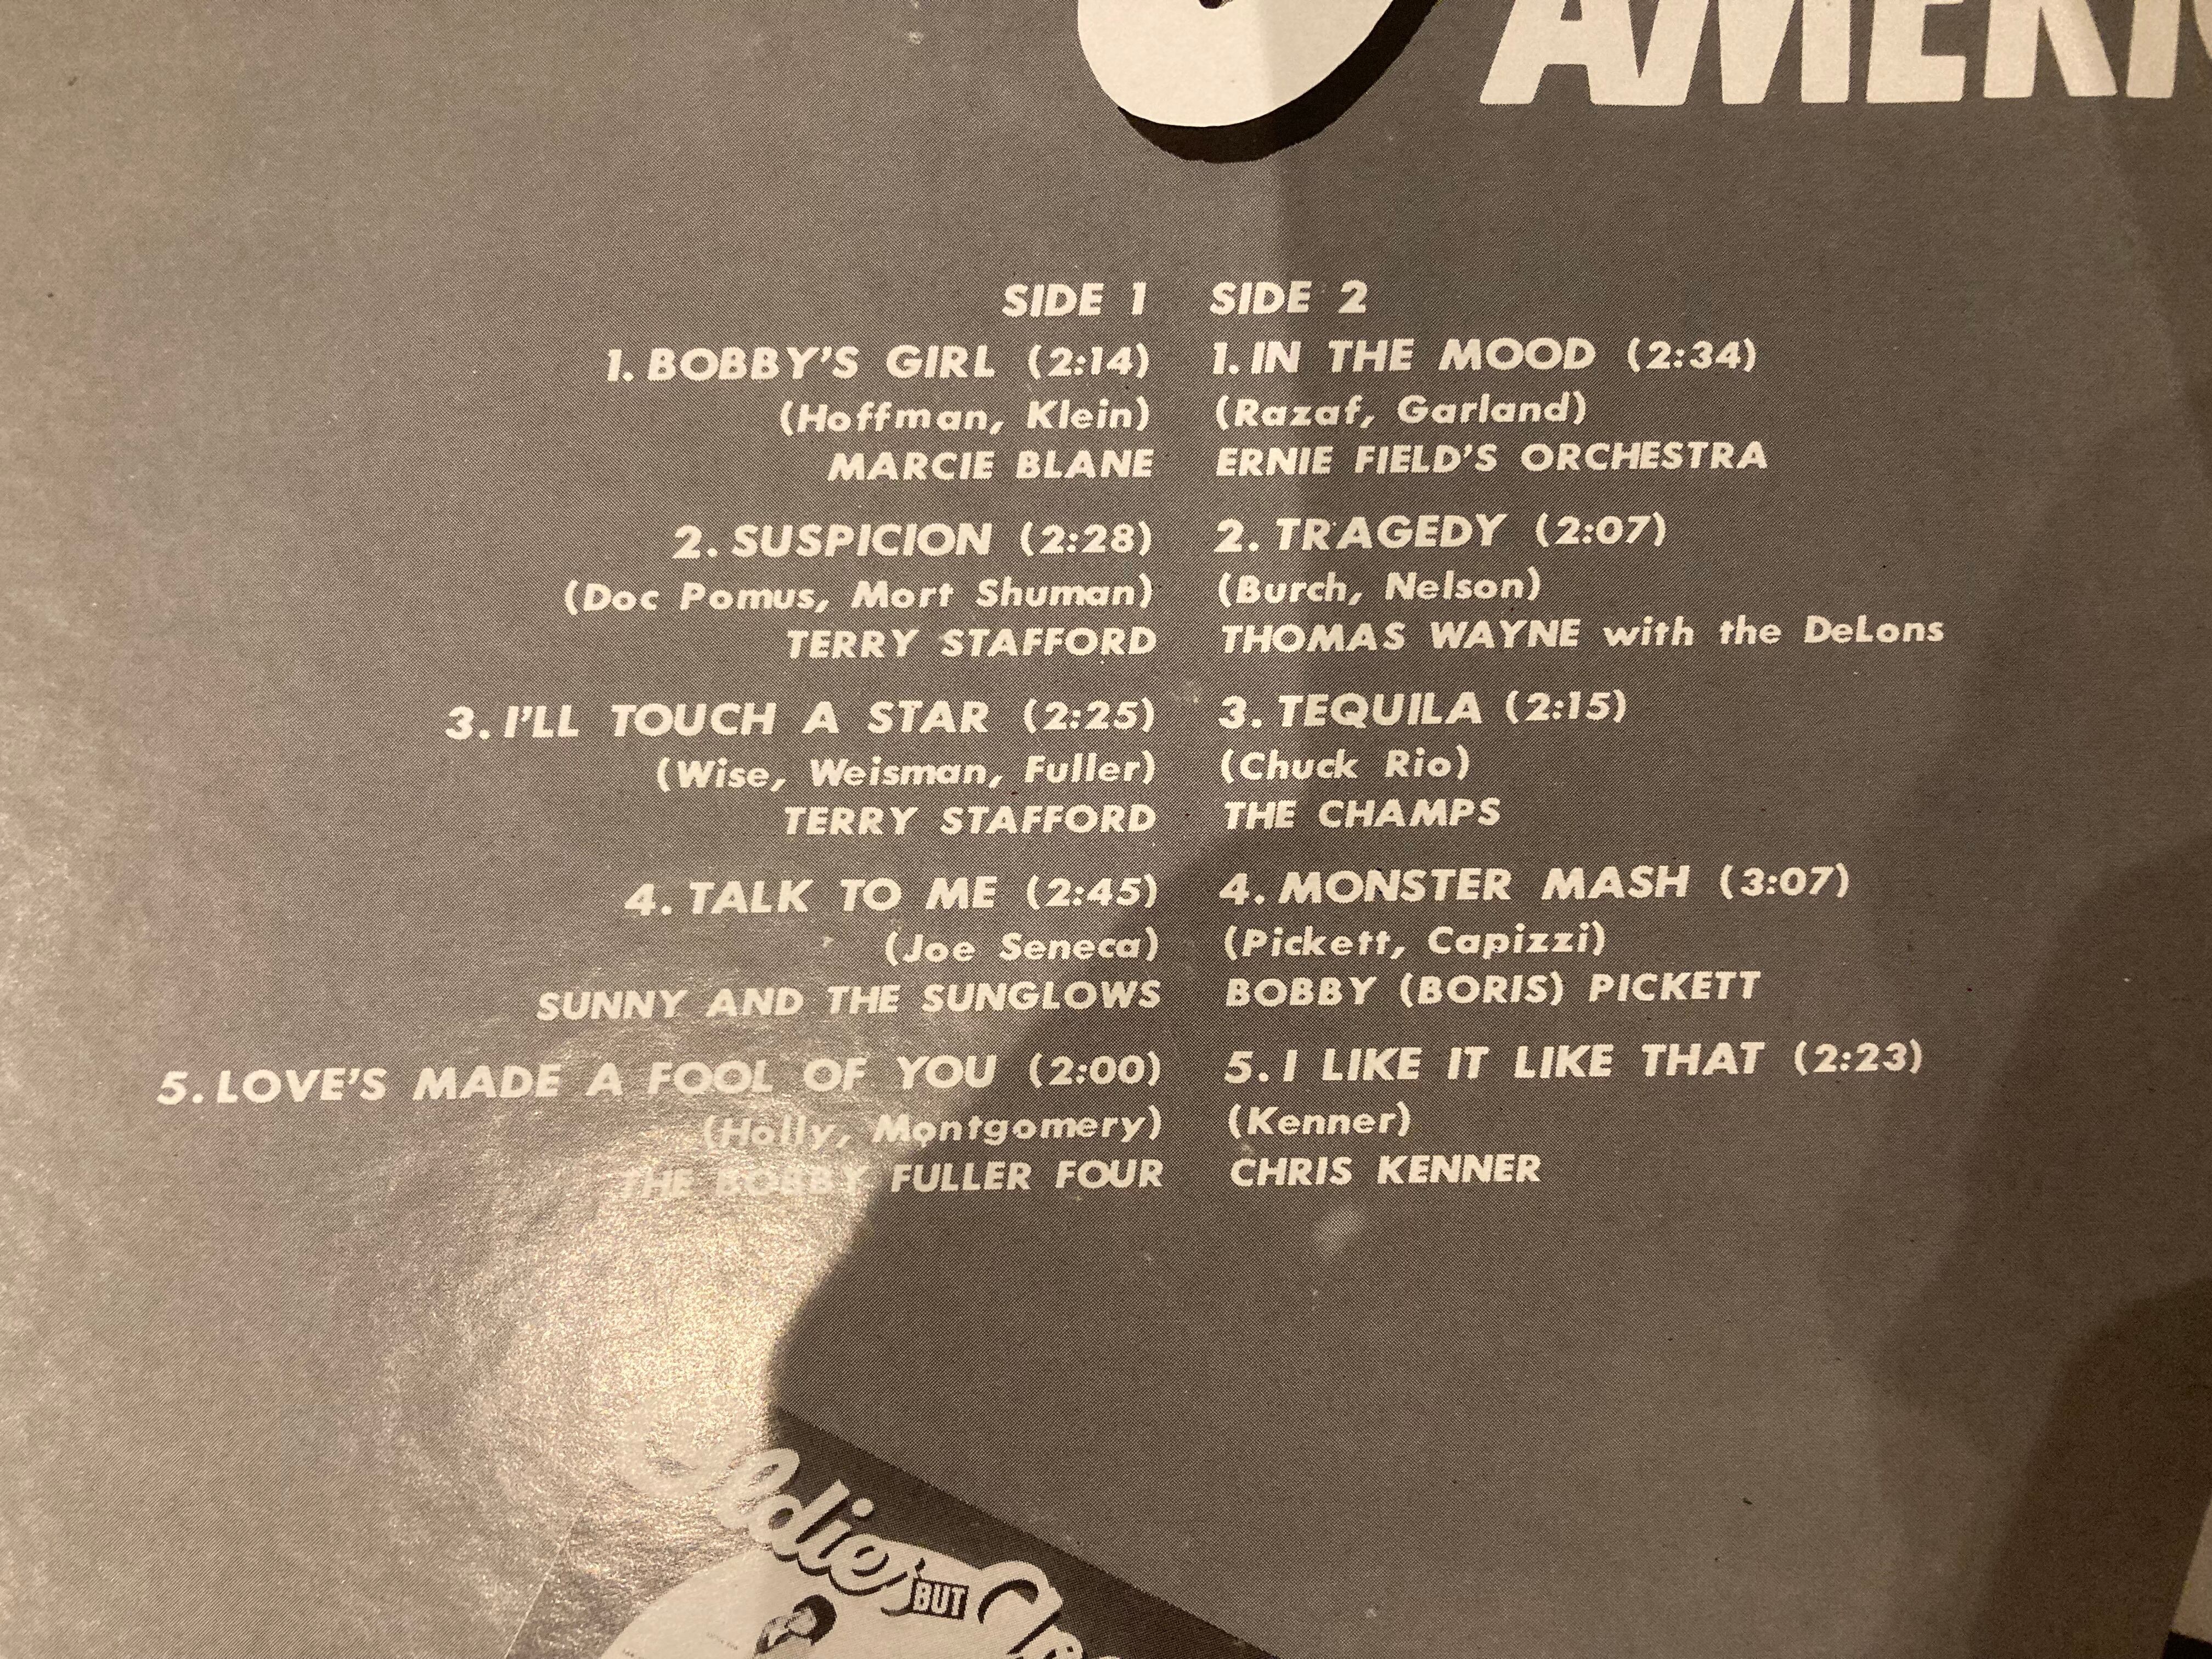 SIDE 1
1. BOBBY'S GIRL (2:14)
(Hoffman, Klein)
MARCIE BLANE
2. SUSPICION (2:28)
(Doc Pomus, Mort Shuman)
TERRY STAFFORD
3. I'LL TOUCH A STAR (2:25)
(Wise, Weisman, Fuller)
TERRY STAFFORD
4. TALK TO ME (2:45)
(Joe Seneca)
SUNNY AND THE SUNGLOWS
5. LOVE'S MADE A FOOL OF YOU (2:00)
(Holly, Montgomery)
THE BOBBY FULLER FOUR
SIDE 2
1. IN THE MOOD (2:34)
(Razaf, Garland)
ERNIE FIELD'S ORCHESTRA
2. TRAGEDY (2:07)
(Burch, Nelson)
THOMAS WAYNE with the DeLons
3. TEQUILA (2:15)
(Chuck Rio)
THE CHAMPS
4. MONSTER MASH (3:07)
(Pickett, Capizzi)
BOBBY (BORIS) PICKETT
5. I LIKE IT LIKE THAT (2:23)
(Kenner)
CHRIS KENNER
Oldies BUT